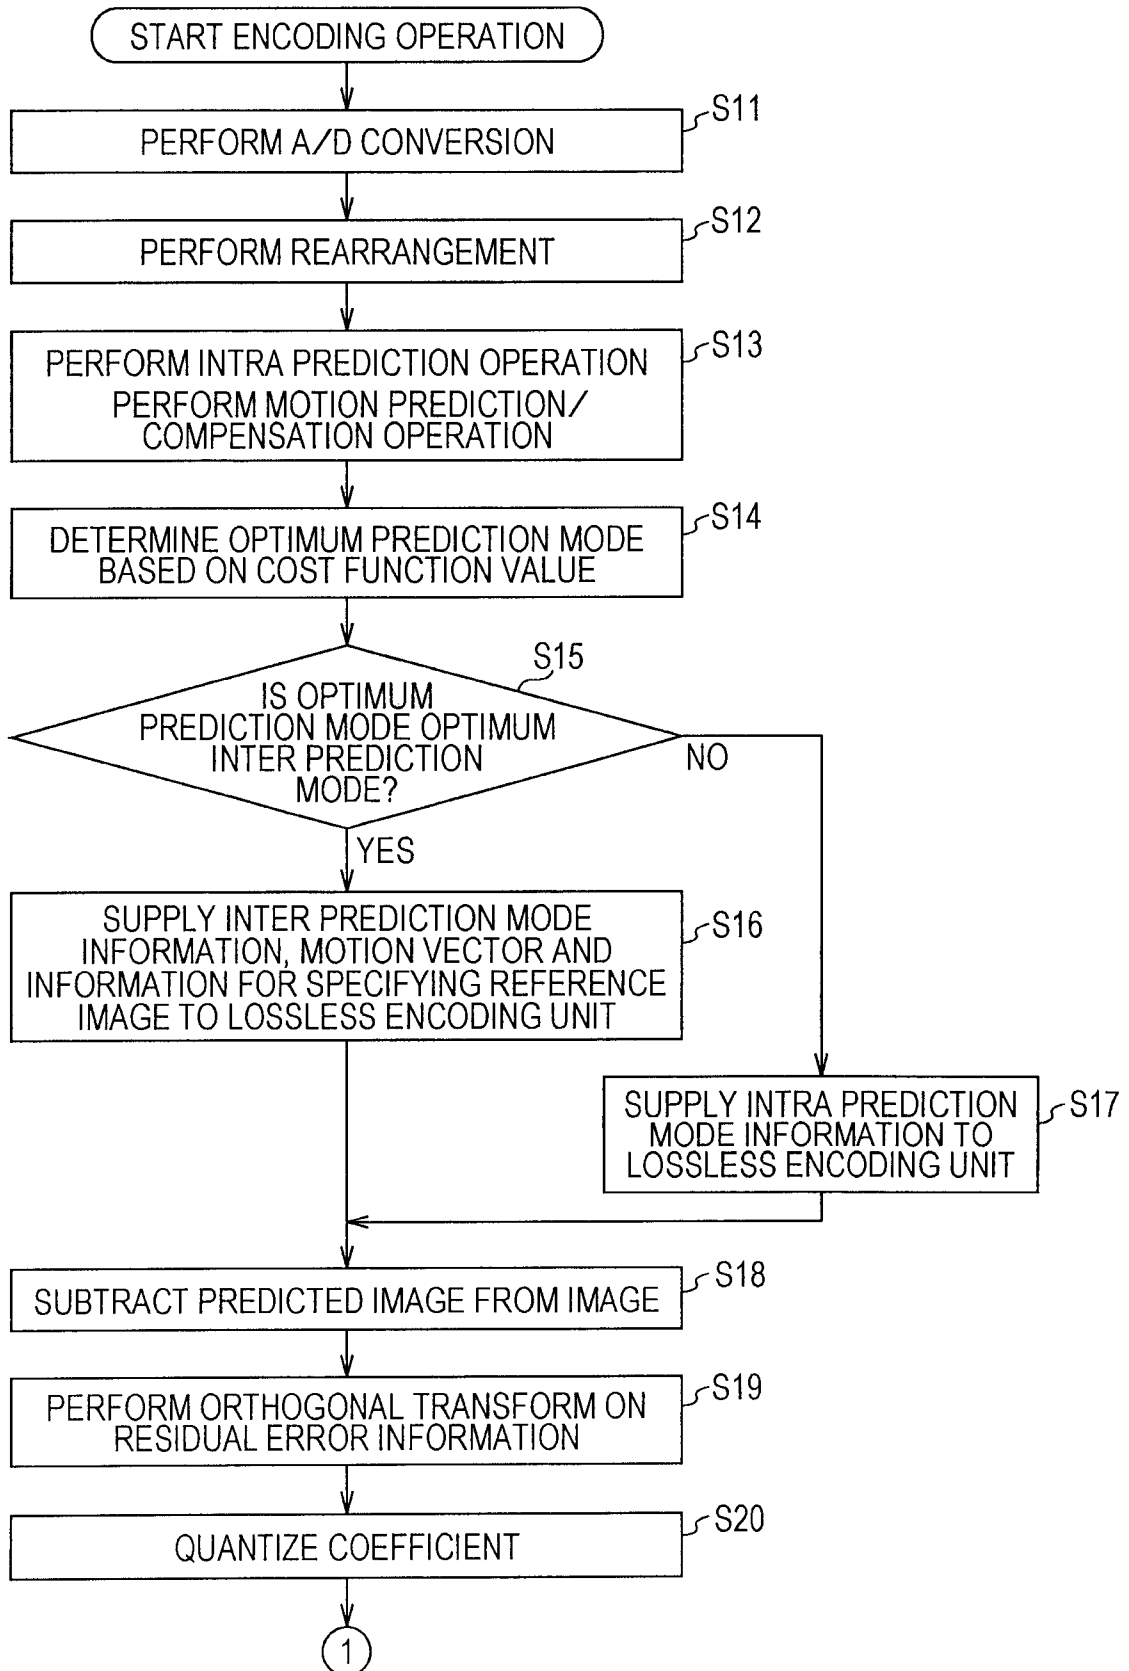 START ENCODING OPERATION
S11
PERFORM A/D CONVERSION
S12
PERFORM REARRANGEMENT
S13
PERFORM INTRA PREDICTION OPERATION
PERFORM MOTION PREDICTION/
COMPENSATION OPERATION
S14
DETERMINE OPTIMUM PREDICTION MODE
BASED ON COST FUNCTION VALUE
S15
IS OPTIMUM
PREDICTION MODE OPTIMUM
INTER PREDICTION
MODE?
NO
YES
S16
SUPPLY INTER PREDICTION MODE
INFORMATION, MOTION VECTOR AND
INFORMATION FOR SPECIFYING REFERENCE
IMAGE TO LOSSLESS ENCODING UNIT
S17
SUPPLY INTRA PREDICTION
MODE INFORMATION TO
LOSSLESS ENCODING UNIT
S18
SUBTRACT PREDICTED IMAGE FROM IMAGE
S19
PERFORM ORTHOGONAL TRANSFORM ON
RESIDUAL ERROR INFORMATION
S20
QUANTIZE COEFFICIENT
1